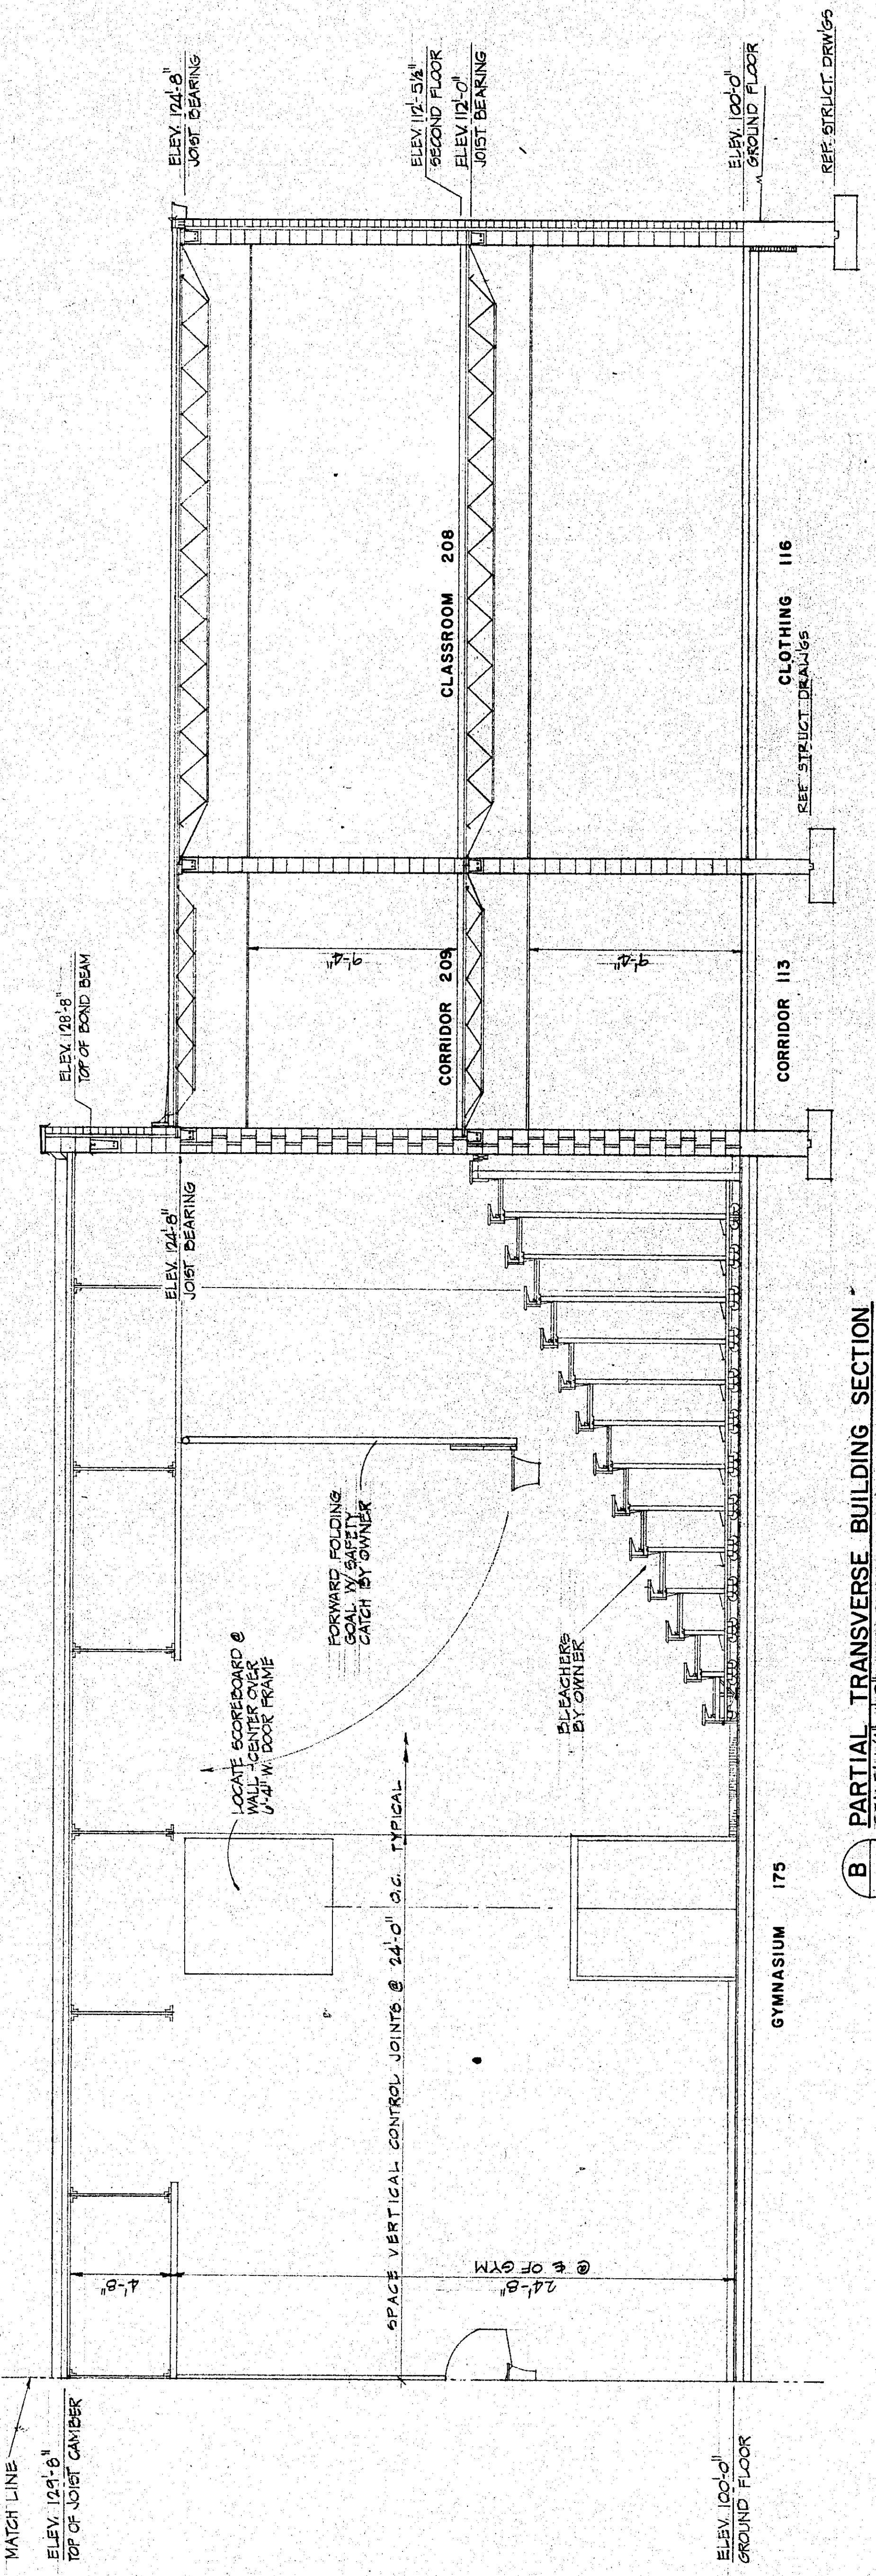 MATCH LINE
ELEV. 129'-8"
TOP OF JOIST CAMBER
ELEV. 100'-0"
GROUND FLOOR
4'-8"
24'-8"
@ ℄ OF GYM
SPACE VERTICAL CONTROL JOINTS @ 24'-0" O.C. TYPICAL
LOCATE SCOREBOARD @
WALL - CENTER OVER
6'-4" W. DOOR FRAME
FORWARD FOLDING
GOAL W/ SAFETY
CATCH BY OWNER
BLEACHERS
BY OWNER
GYMNASIUM 175
ELEV. 124'-8"
JOIST BEARING
ELEV. 128'-8"
TOP OF BOND BEAM
9'-4"
CORRIDOR 209
9'-4"
CORRIDOR 113
CLASSROOM 208
CLOTHING 116
REF STRUCT. DRAW'GS
ELEV. 124'-8"
JOIST BEARING
ELEV. 112'-5½"
SECOND FLOOR
ELEV. 112'-0"
JOIST BEARING
ELEV. 100'-0"
GROUND FLOOR
REF. STRUCT. DRW'GS
B PARTIAL TRANSVERSE BUILDING SECTION